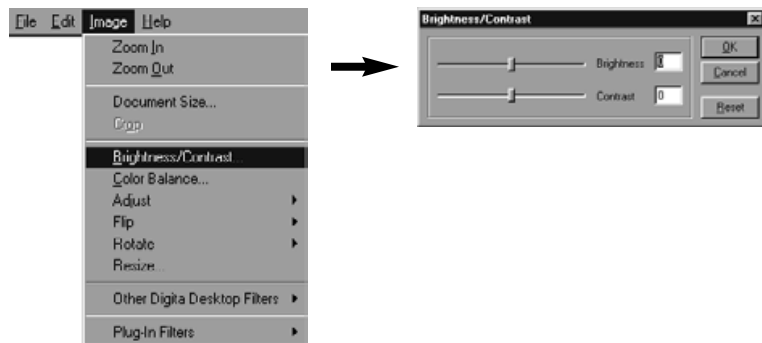 File Edit Image Help
Zoom In
Zoom Out
Document Size...
Crop
Brightness/Contrast...
Color Balance...
Adjust
Flip
Rotate
Resize...
Other Digita Desktop Filters
Plug-In Filters
Brightness/Contrast
Brightness 0
Contrast 0
OK
Cancel
Reset